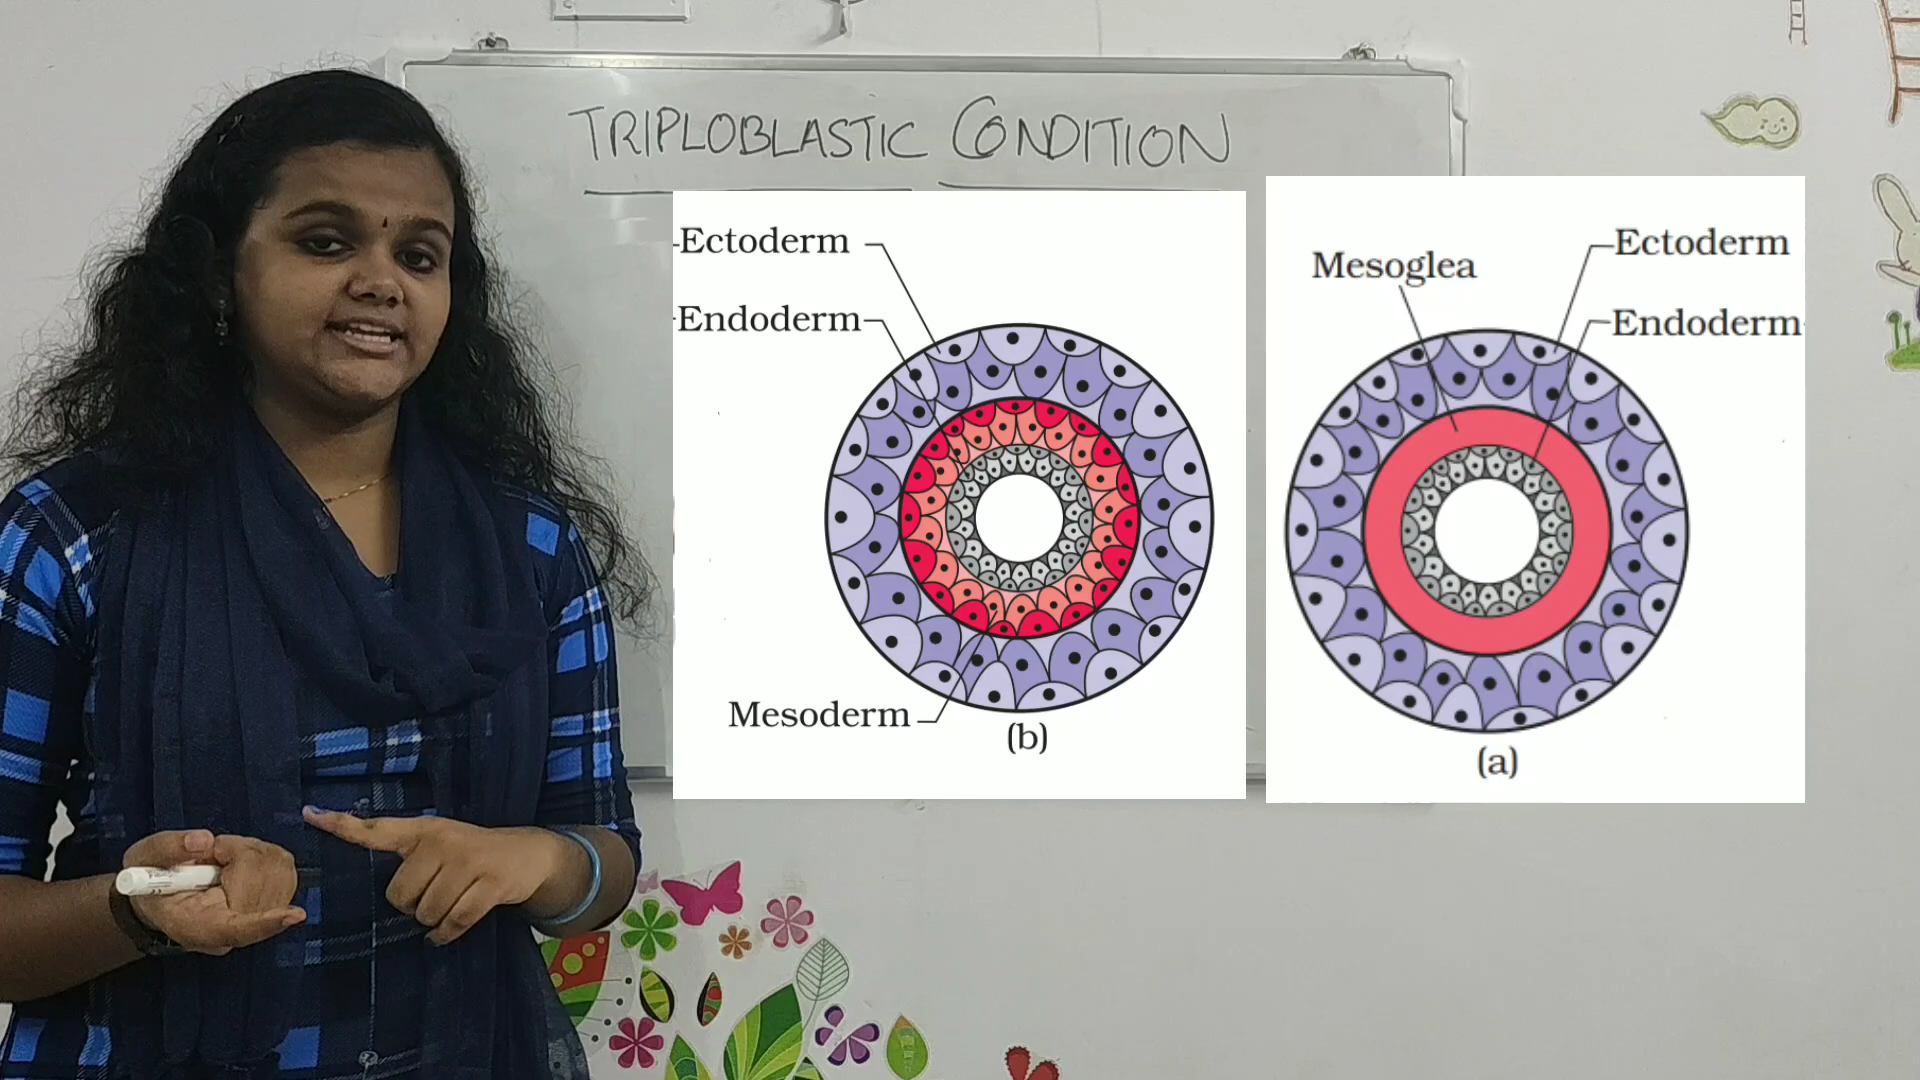 TRIPLOBLASTIC CONDITION
Ectoderm
Endoderm
Mesoderm
(b)
Mesoglea
Ectoderm
Endoderm
(a)